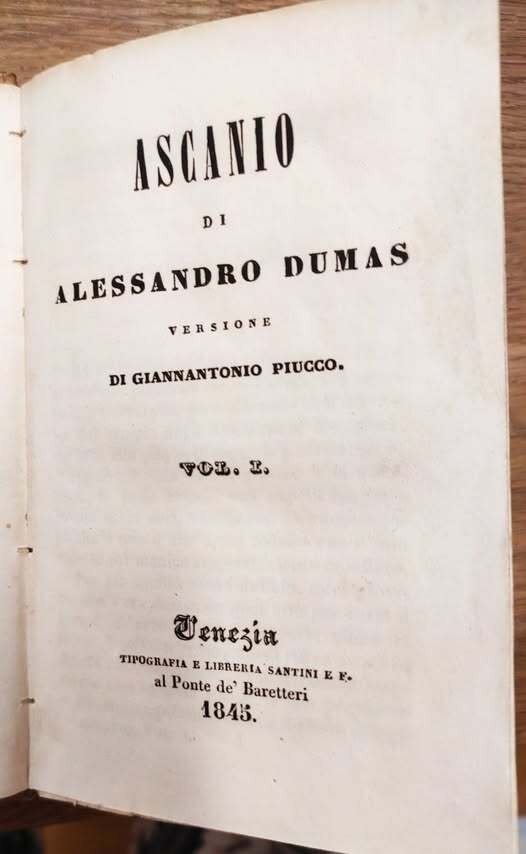 ASCANIO
DI
ALESSANDRO DUMAS
VERSIONE
DI GIANNANTONIO PIUCCO.
VOL. I.
Venezia
TIPOGRAFIA E LIBRERIA SANTINI E F.
al Ponte de' Baretteri
1845.